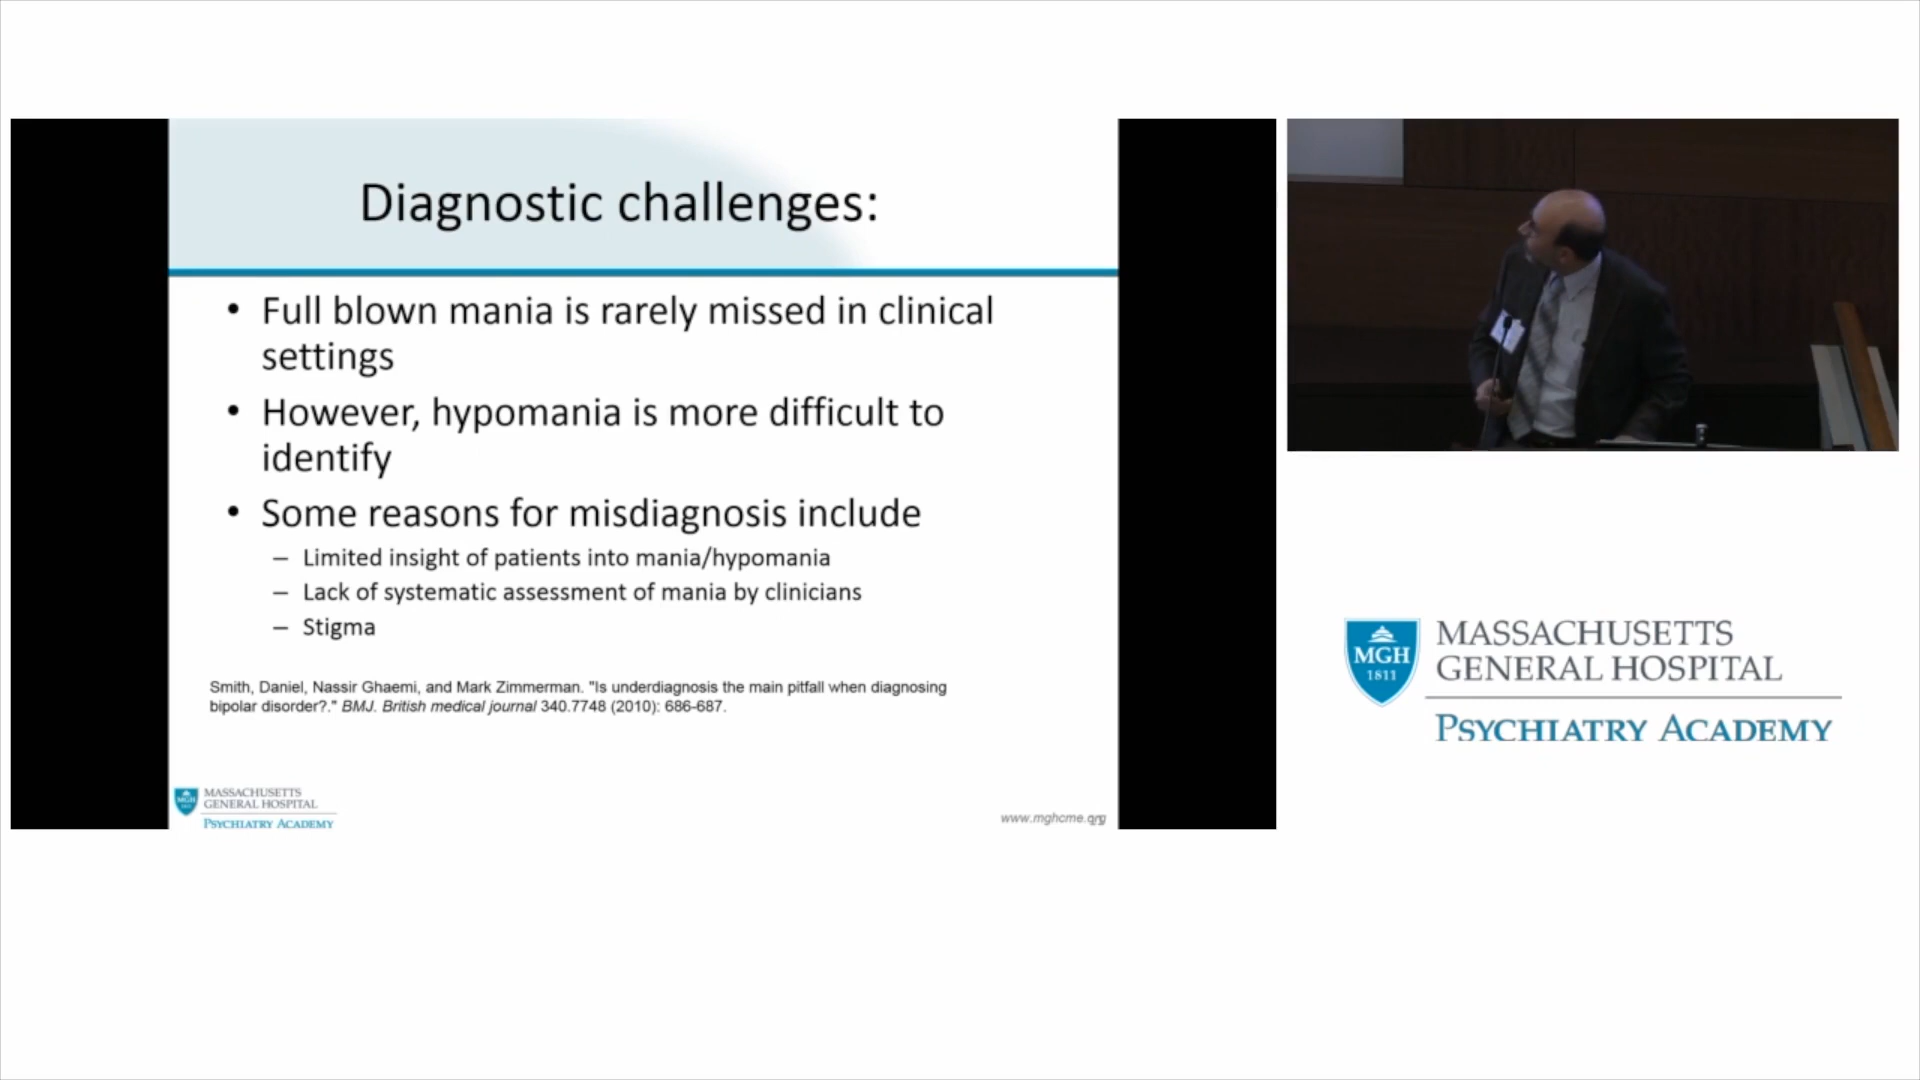 Diagnostic challenges:
• Full blown mania is rarely missed in clinical
settings
• However, hypomania is more difficult to
identify
• Some reasons for misdiagnosis include
– Limited insight of patients into mania/hypomania
– Lack of systematic assessment of mania by clinicians
– Stigma
Smith, Daniel, Nassir Ghaemi, and Mark Zimmerman. "Is underdiagnosis the main pitfall when diagnosing
bipolar disorder?." BMJ. British medical journal 340.7748 (2010): 686-687.
MGH
MASSACHUSETTS
GENERAL HOSPITAL
PSYCHIATRY ACADEMY
www.mghcme.org
MGH
1811
MASSACHUSETTS
GENERAL HOSPITAL
PSYCHIATRY ACADEMY